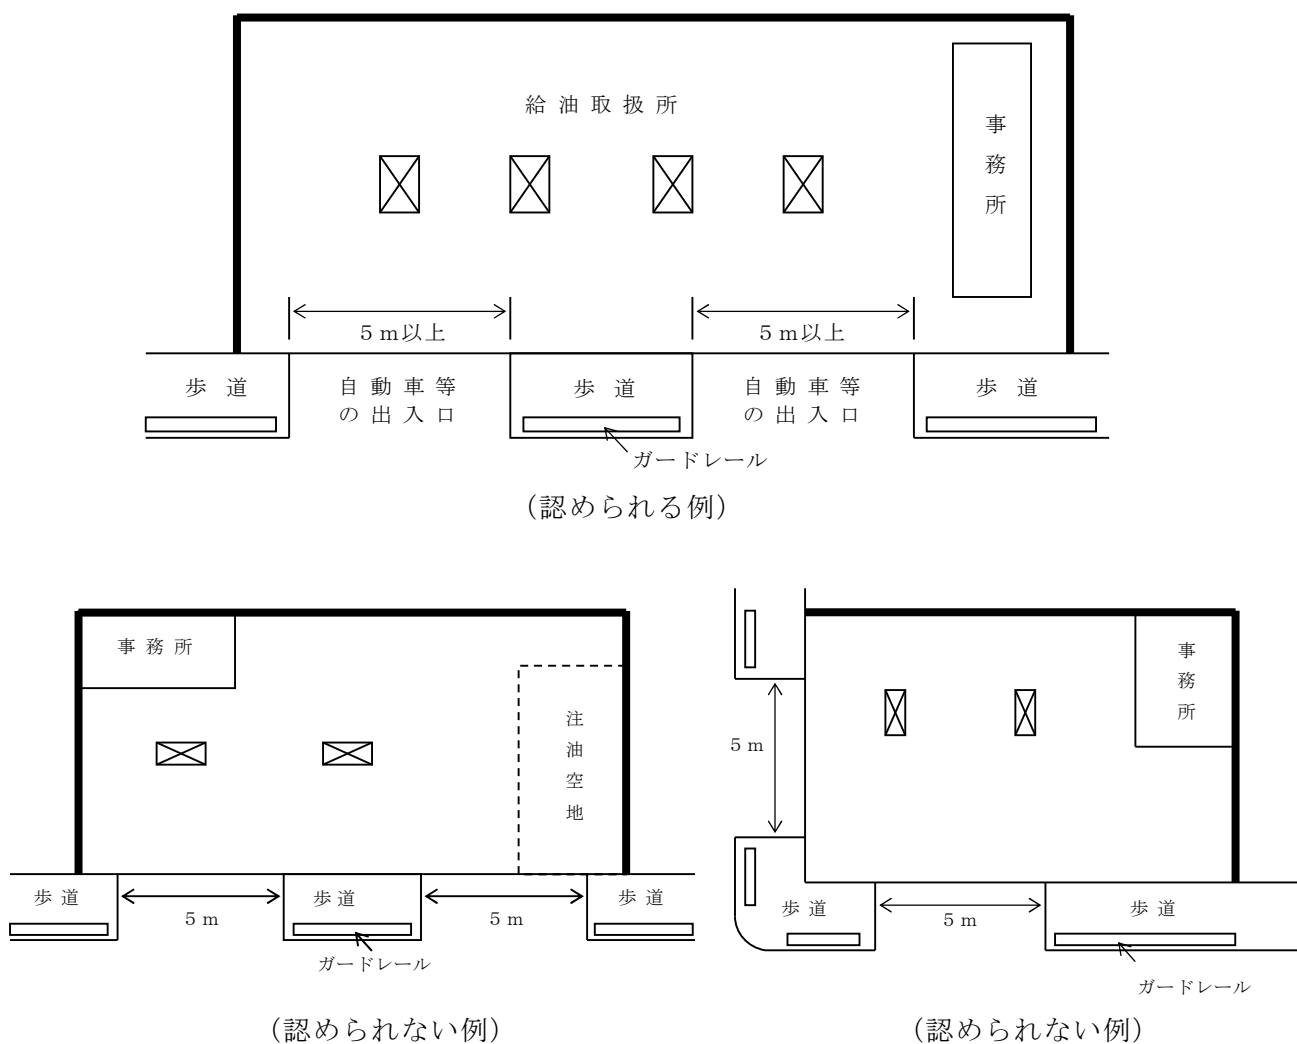 給油取扱所
事務所
5m以上
5m以上
歩道
自動車等
の出入口
歩道
自動車等
の出入口
歩道
ガードレール
(認められる例)
事務所
注油空地
歩道
5m
歩道
5m
歩道
ガードレール
(認められない例)
事務所
5m
歩道
5m
歩道
ガードレール
(認められない例)